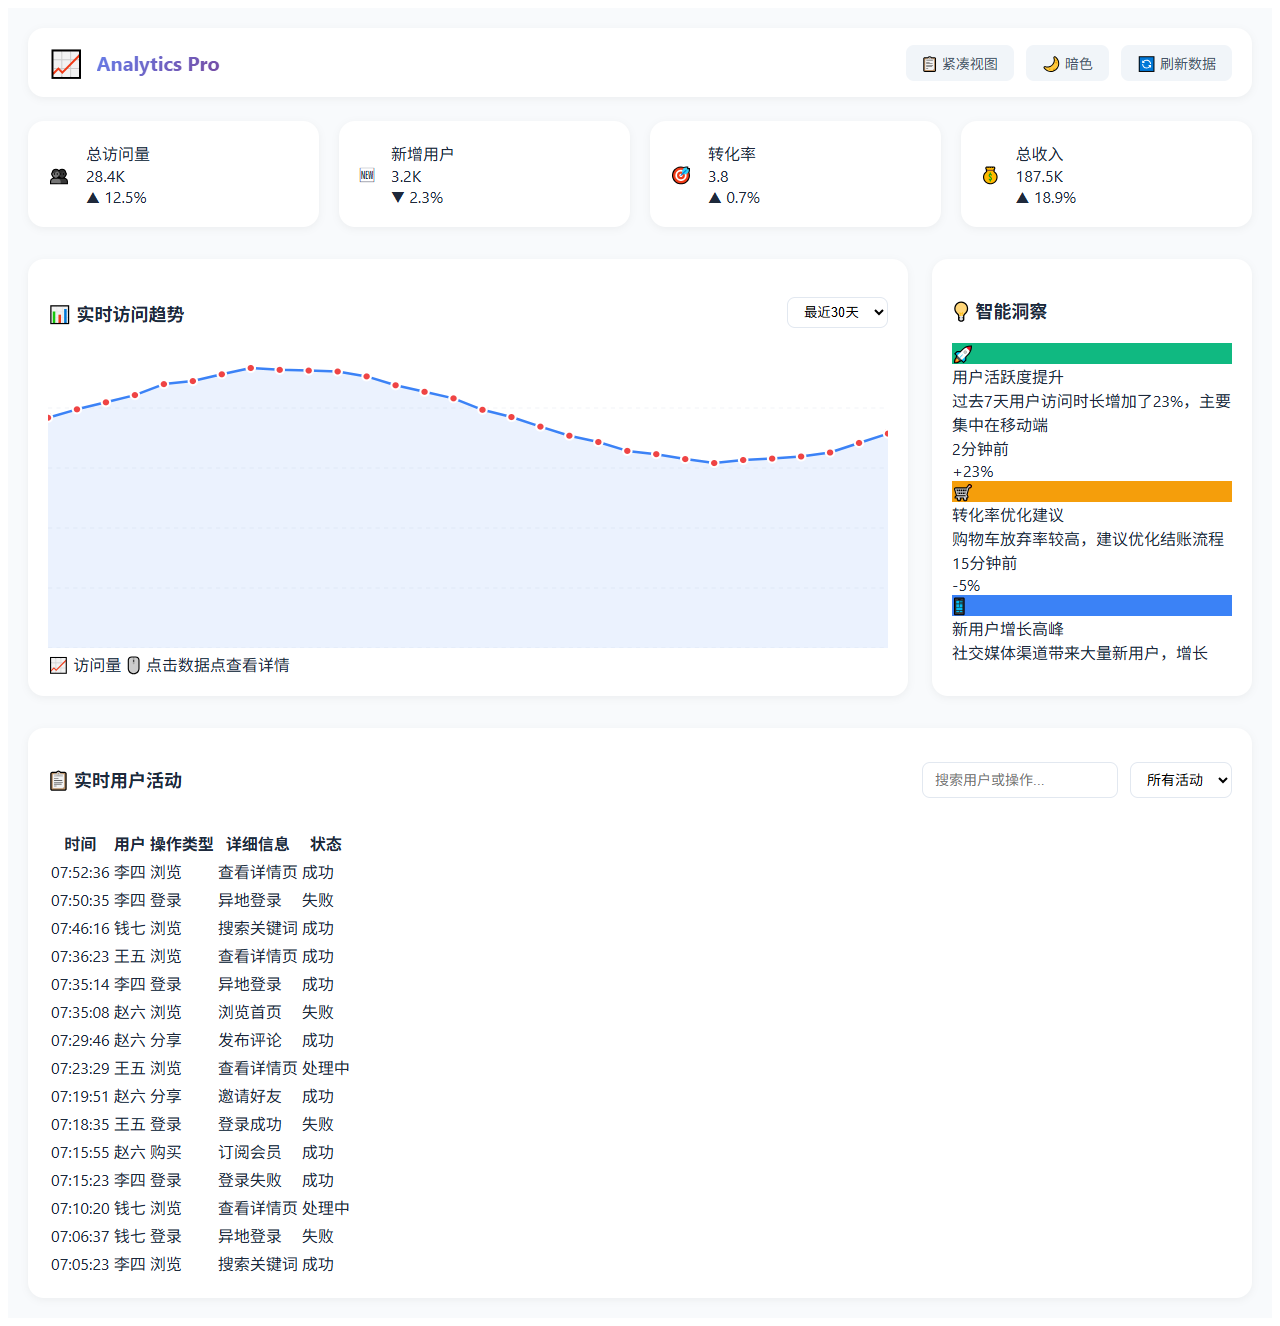 Analytics Pro
紧凑视图
暗色
刷新数据
总访问量
28.4K
▲ 12.5%
NEW
新增用户
3.2K
▼ 2.3%
转化率
3.8
▲ 0.7%
总收入
187.5K
▲ 18.9%
实时访问趋势
最近30天
访问量 点击数据点查看详情
智能洞察
用户活跃度提升
过去7天用户访问时长增加了23%，主要
集中在移动端
2分钟前
+23%
转化率优化建议
购物车放弃率较高，建议优化结账流程
15分钟前
-5%
新用户增长高峰
社交媒体渠道带来大量新用户，增长
实时用户活动
搜索用户或操作...
所有活动
时间 用户 操作类型 详细信息 状态
07:52:36 李四 浏览 查看详情页 成功
07:50:35 李四 登录 异地登录 失败
07:46:16 钱七 浏览 搜索关键词 成功
07:36:23 王五 浏览 查看详情页 成功
07:35:14 李四 登录 异地登录 成功
07:35:08 赵六 浏览 浏览首页 失败
07:29:46 赵六 分享 发布评论 成功
07:23:29 王五 浏览 查看详情页 处理中
07:19:51 赵六 分享 邀请好友 成功
07:18:35 王五 登录 登录成功 失败
07:15:55 赵六 购买 订阅会员 成功
07:15:23 李四 登录 登录失败 成功
07:10:20 钱七 浏览 查看详情页 处理中
07:06:37 钱七 登录 异地登录 失败
07:05:23 李四 浏览 搜索关键词 成功